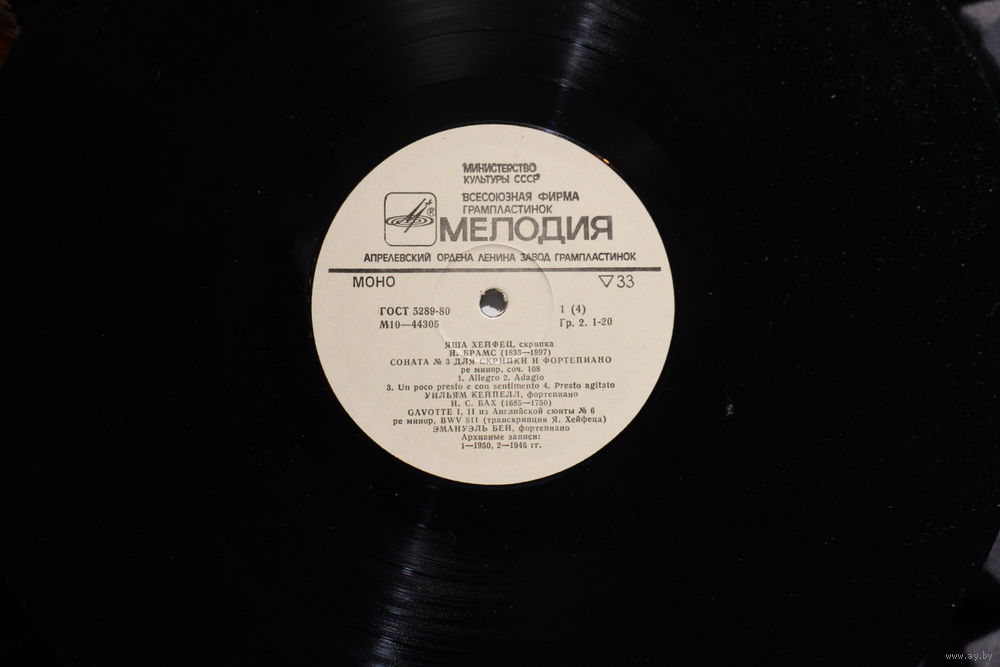 МИНИСТЕРСТВО
КУЛЬТУРЫ СССР
ВСЕСОЮЗНАЯ ФИРМА
ГРАМПЛАСТИНОК
®
МЕЛОДИЯ
АПРЕЛЕВСКИЙ ОРДЕНА ЛЕНИНА ЗАВОД ГРАМПЛАСТИНОК
МОНО ▽33
ГОСТ 5289-80 1 (4)
М10—44305 Гр. 2. 1-20
ЯША ХЕЙФЕЦ, скрипка
И. БРАМС (1833—1897)
СОНАТА № 3 ДЛЯ СКРИПКИ И ФОРТЕПИАНО
ре минор, соч. 108
1. Allegro 2. Adagio
3. Un poco presto e con sentimento 4. Presto agitato
УИЛЬЯМ КЕЙПЕЛЛ, фортепиано
И. С. БАХ (1685—1750)
GAVOTTE I, II из Английской сюиты № 6
ре минор, BWV 811 (транскрипция Я. Хейфеца)
ЭМАНУЭЛЬ БЕЙ, фортепиано
Архивные записи:
1—1950, 2—1946 гг.
www.ay.by